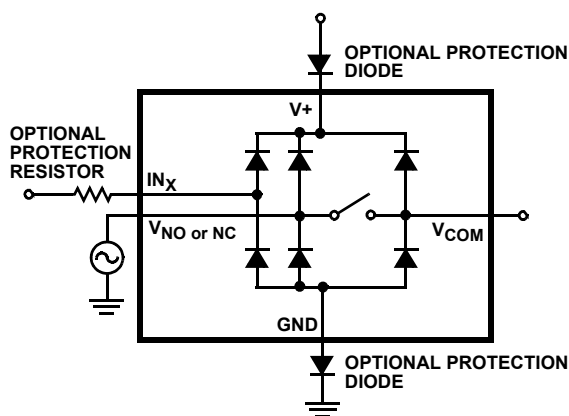 OPTIONAL PROTECTION
DIODE
V+
OPTIONAL
PROTECTION
RESISTOR
INX
VNO or NC
VCOM
GND
OPTIONAL PROTECTION
DIODE